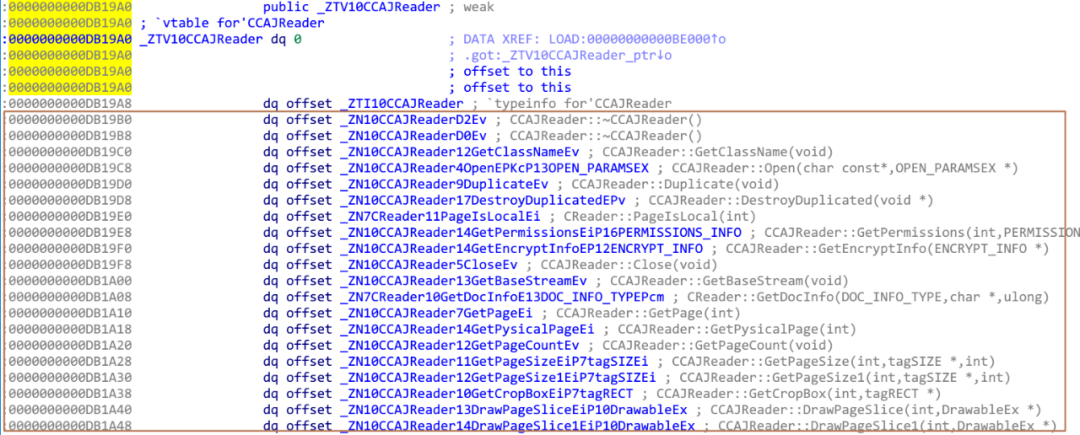 :0000000000DB19A0 public _ZTV10CCAJReader ; weak
:0000000000DB19A0 ; `vtable for'CCAJReader
:0000000000DB19A0 _ZTV10CCAJReader dq 0 ; DATA XREF: LOAD:00000000000BE000↑o
:0000000000DB19A0 ; .got:_ZTV10CCAJReader_ptr↓o
:0000000000DB19A0 ; offset to this
:0000000000DB19A0 ; offset to this
:0000000000DB19A8 dq offset _ZTI10CCAJReader ; `typeinfo for'CCAJReader
:0000000000DB19B0 dq offset _ZN10CCAJReaderD2Ev ; CCAJReader::~CCAJReader()
:0000000000DB19B8 dq offset _ZN10CCAJReaderD0Ev ; CCAJReader::~CCAJReader()
:0000000000DB19C0 dq offset _ZN10CCAJReader12GetClassNameEv ; CCAJReader::GetClassName(void)
:0000000000DB19C8 dq offset _ZN10CCAJReader4OpenEPKcP13OPEN_PARAMSEX ; CCAJReader::Open(char const*,OPEN_PARAMSEX *)
:0000000000DB19D0 dq offset _ZN10CCAJReader9DuplicateEv ; CCAJReader::Duplicate(void)
:0000000000DB19D8 dq offset _ZN10CCAJReader17DestroyDuplicatedEPv ; CCAJReader::DestroyDuplicated(void *)
:0000000000DB19E0 dq offset _ZN7CReader11PageIsLocalEi ; CReader::PageIsLocal(int)
:0000000000DB19E8 dq offset _ZN10CCAJReader14GetPermissionsEiP16PERMISSIONS_INFO ; CCAJReader::GetPermissions(int,PERMISSION
:0000000000DB19F0 dq offset _ZN10CCAJReader14GetEncryptInfoEP12ENCRYPT_INFO ; CCAJReader::GetEncryptInfo(ENCRYPT_INFO *)
:0000000000DB19F8 dq offset _ZN10CCAJReader5CloseEv ; CCAJReader::Close(void)
:0000000000DB1A00 dq offset _ZN10CCAJReader13GetBaseStreamEv ; CCAJReader::GetBaseStream(void)
:0000000000DB1A08 dq offset _ZN7CReader10GetDocInfoE13DOC_INFO_TYPEPcm ; CReader::GetDocInfo(DOC_INFO_TYPE,char *,ulong)
:0000000000DB1A10 dq offset _ZN10CCAJReader7GetPageEi ; CCAJReader::GetPage(int)
:0000000000DB1A18 dq offset _ZN10CCAJReader14GetPysicalPageEi ; CCAJReader::GetPysicalPage(int)
:0000000000DB1A20 dq offset _ZN10CCAJReader12GetPageCountEv ; CCAJReader::GetPageCount(void)
:0000000000DB1A28 dq offset _ZN10CCAJReader11GetPageSizeEiP7tagSIZEi ; CCAJReader::GetPageSize(int,tagSIZE *,int)
:0000000000DB1A30 dq offset _ZN10CCAJReader12GetPageSize1EiP7tagSIZEi ; CCAJReader::GetPageSize1(int,tagSIZE *,int)
:0000000000DB1A38 dq offset _ZN10CCAJReader10GetCropBoxEiP7tagRECT ; CCAJReader::GetCropBox(int,tagRECT *)
:0000000000DB1A40 dq offset _ZN10CCAJReader13DrawPageSliceEiP10DrawableEx ; CCAJReader::DrawPageSlice(int,DrawableEx *)
:0000000000DB1A48 dq offset _ZN10CCAJReader14DrawPageSlice1EiP10DrawableEx ; CCAJReader::DrawPageSlice1(int,DrawableEx *)